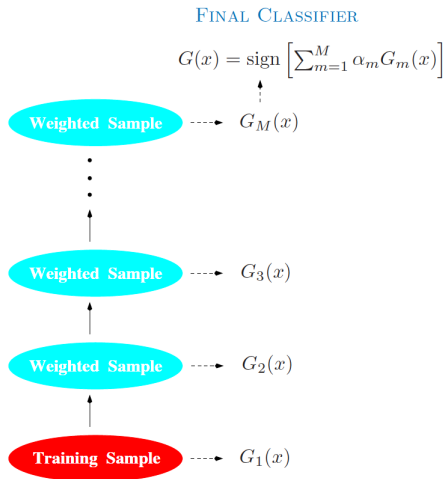 FINAL CLASSIFIER
G(x) = sign [∑_{m=1}^{M} α_m G_m(x)]
Weighted Sample
G_M(x)
Weighted Sample
G_3(x)
Weighted Sample
G_2(x)
Training Sample
G_1(x)